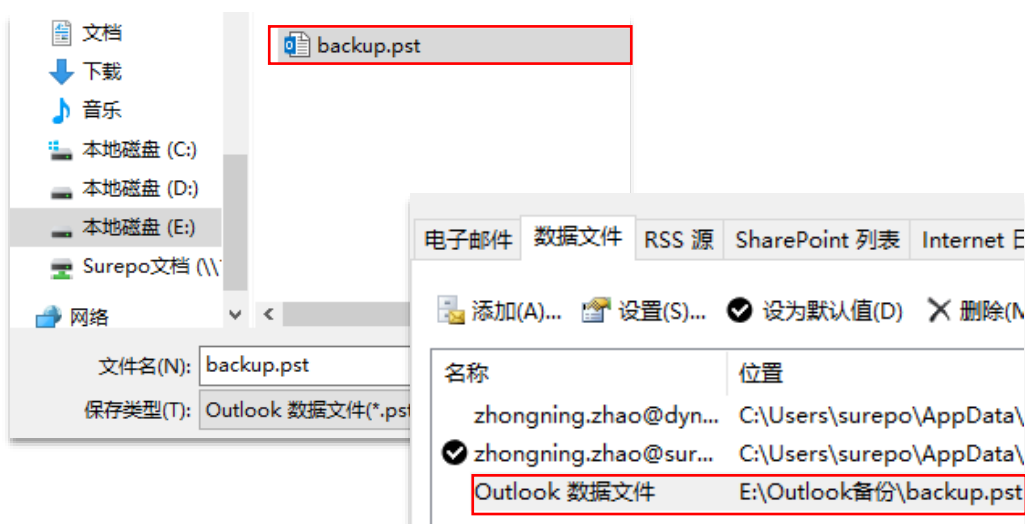 文档
下载
音乐
本地磁盘 (C:)
本地磁盘 (D:)
本地磁盘 (E:)
Surepo文档 (\\
网络
backup.pst
文件名(N): backup.pst
保存类型(T): Outlook 数据文件(*.pst
电子邮件 数据文件 RSS 源 SharePoint 列表 Internet
添加(A)... 设置(S)... 设为默认值(D) 删除(M
名称 位置
zhongning.zhao@dyn... C:\Users\surepo\AppData\
zhongning.zhao@sur... C:\Users\surepo\AppData\
Outlook 数据文件 E:\Outlook备份\backup.pst